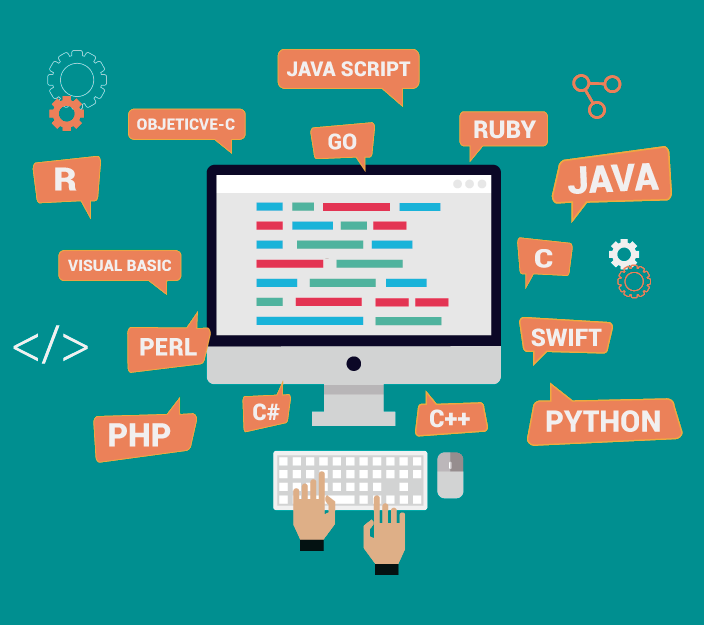 JAVA SCRIPT
OBJETICVE-C
GO
RUBY
R
JAVA
VISUAL BASIC
C
</>
PERL
SWIFT
PHP
C#
C++
PYTHON